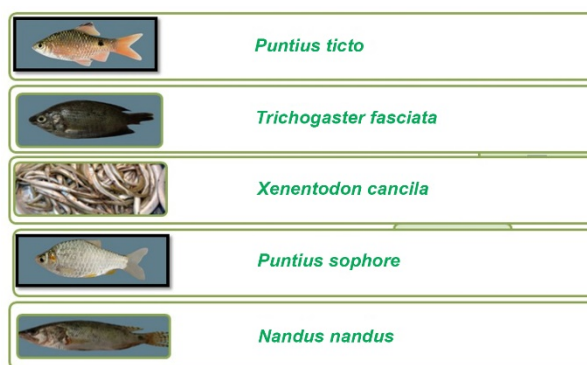 Puntius ticto
Trichogaster fasciata
Xenentodon cancila
Puntius sophore
Nandus nandus